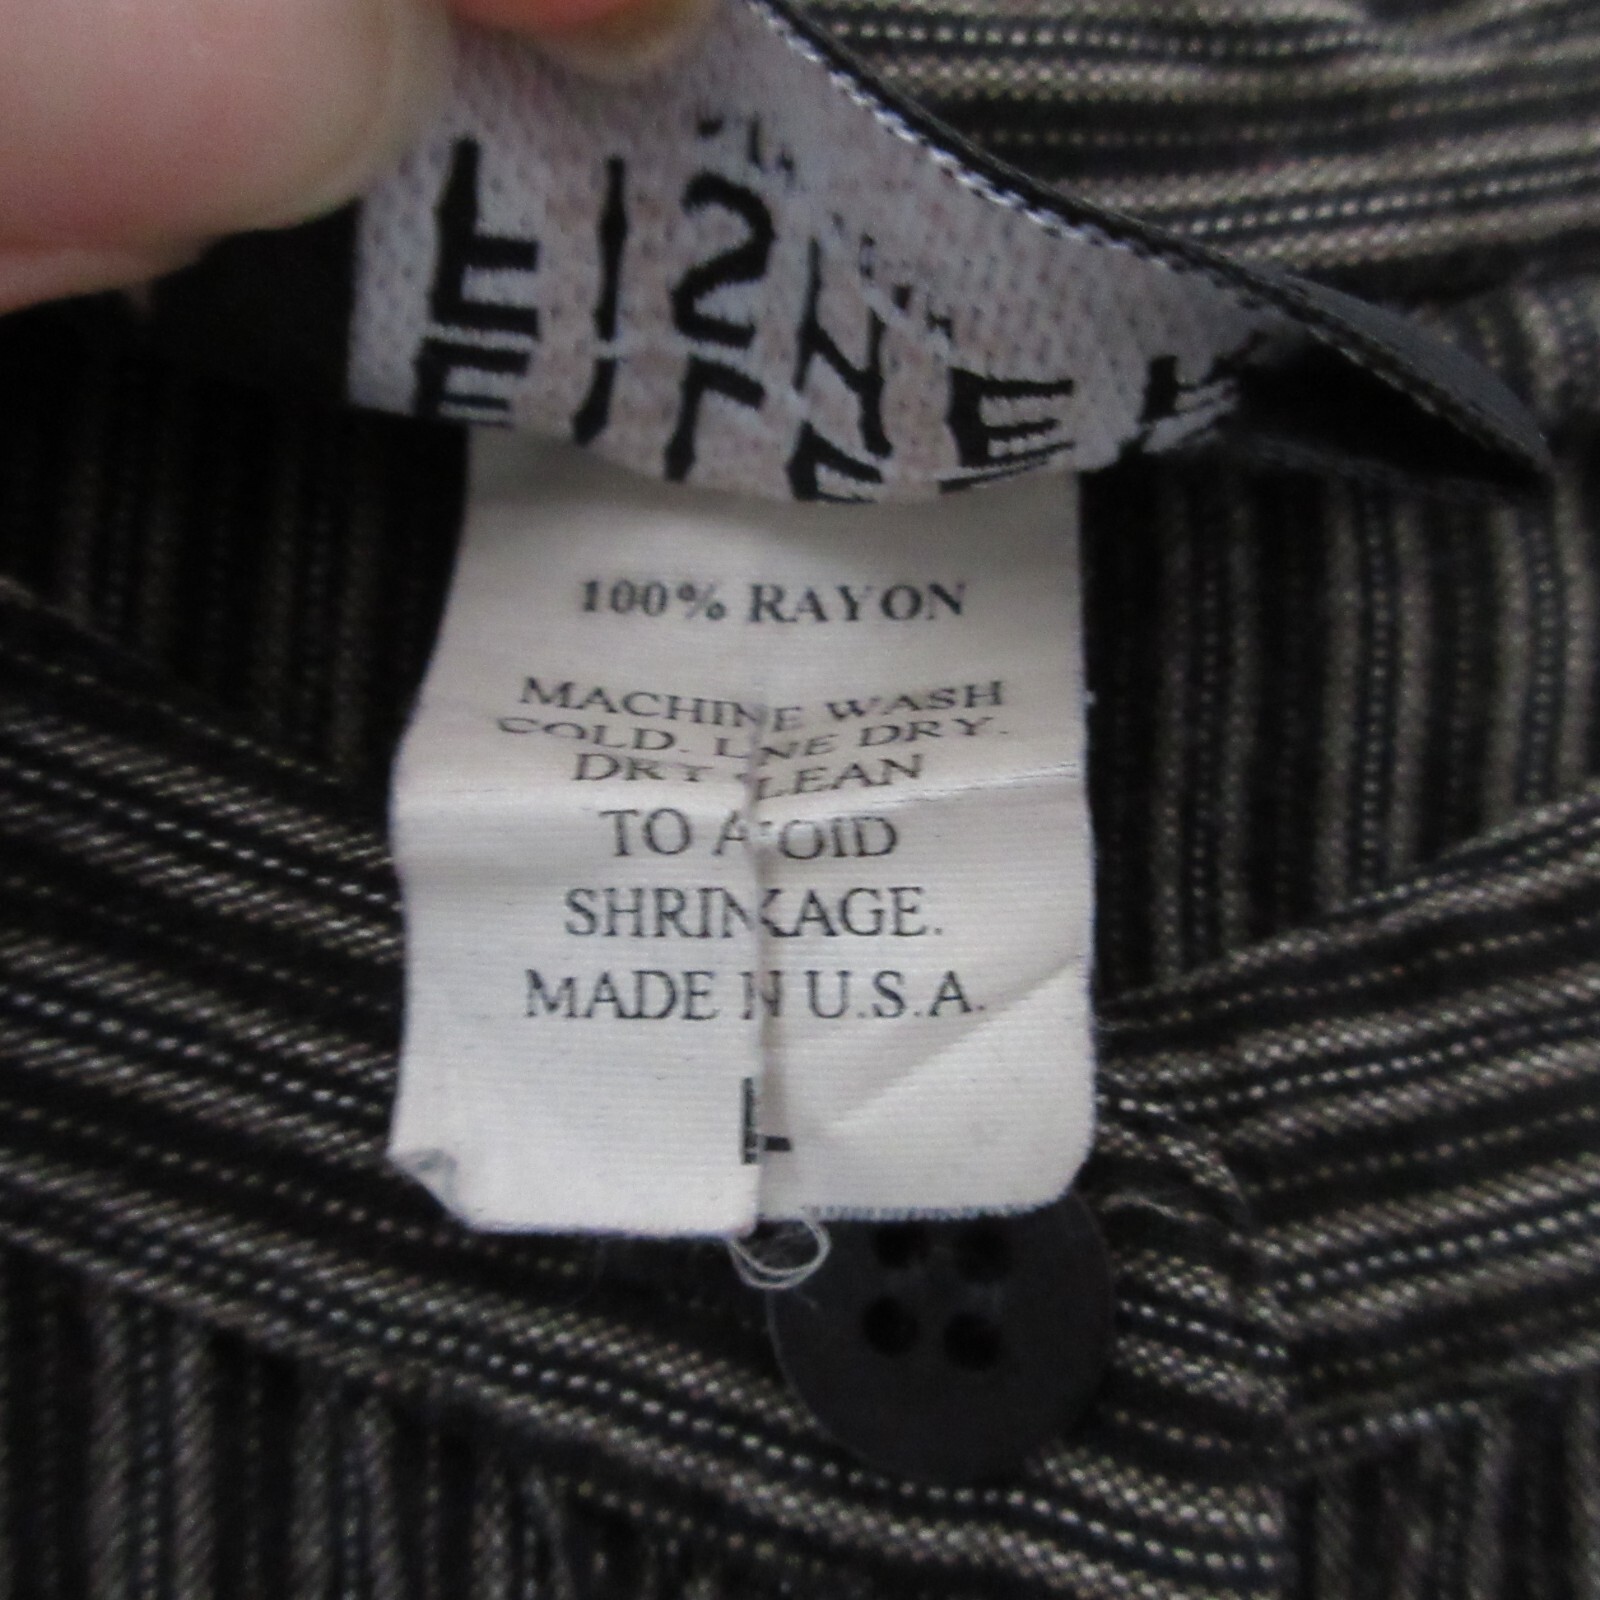 100% RAYON
MACHINE WASH
COLD. LINE DRY.
DRY CLEAN
TO AVOID
SHRINKAGE.
MADE IN U.S.A.
L